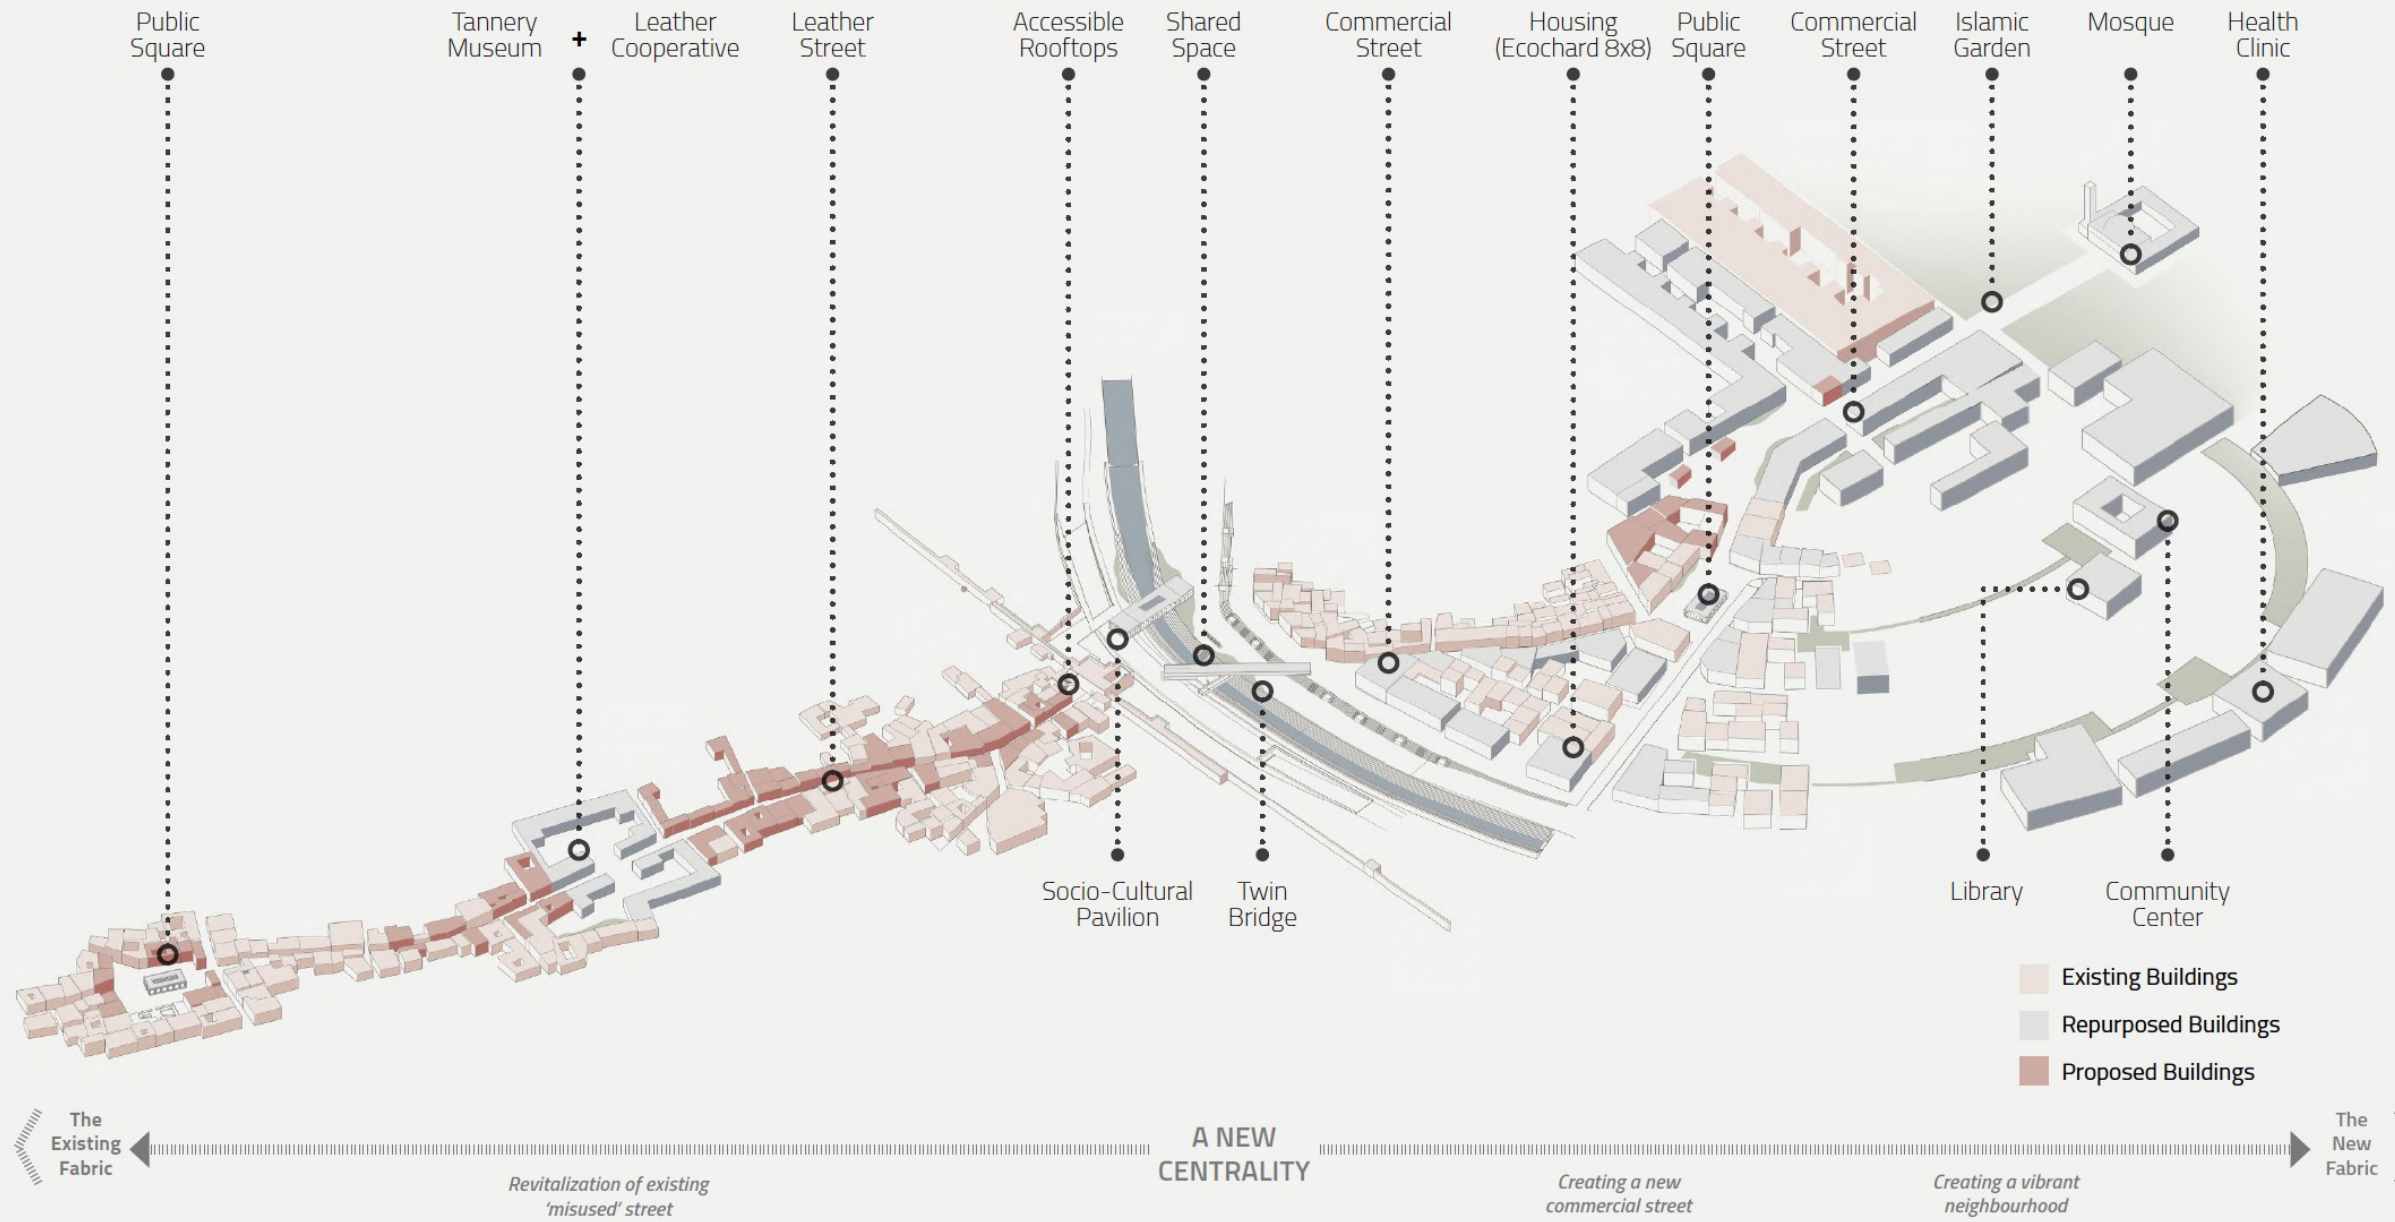 Public
Square
Tannery
Museum
+
Leather
Cooperative
Leather
Street
Accessible
Rooftops
Shared
Space
Commercial
Street
Housing
(Ecochard 8x8)
Public
Square
Commercial
Street
Islamic
Garden
Mosque
Health
Clinic
Socio-Cultural
Pavilion
Twin
Bridge
Library
Community
Center
Existing Buildings
Repurposed Buildings
Proposed Buildings
The
Existing
Fabric
A NEW
CENTRALITY
The
New
Fabric
Revitalization of existing
'misused' street
Creating a new
commercial street
Creating a vibrant
neighbourhood